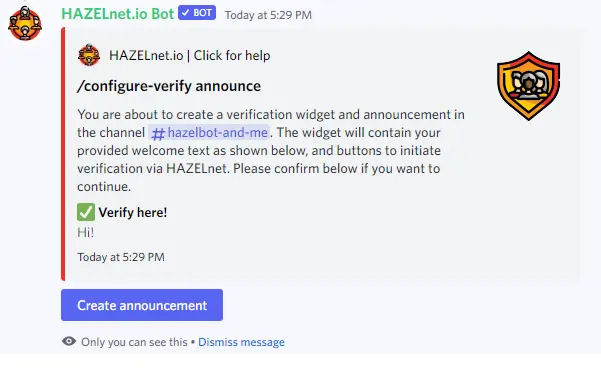 HAZELnet.io Bot ✓ BOT Today at 5:29 PM
HAZELnet.io | Click for help
/configure-verify announce
You are about to create a verification widget and announcement in
the channel # hazelbot-and-me. The widget will contain your
provided welcome text as shown below, and buttons to initiate
verification via HAZELnet. Please confirm below if you want to
continue.
✅ Verify here!
Hi!
Today at 5:29 PM
Create announcement
Only you can see this • Dismiss message